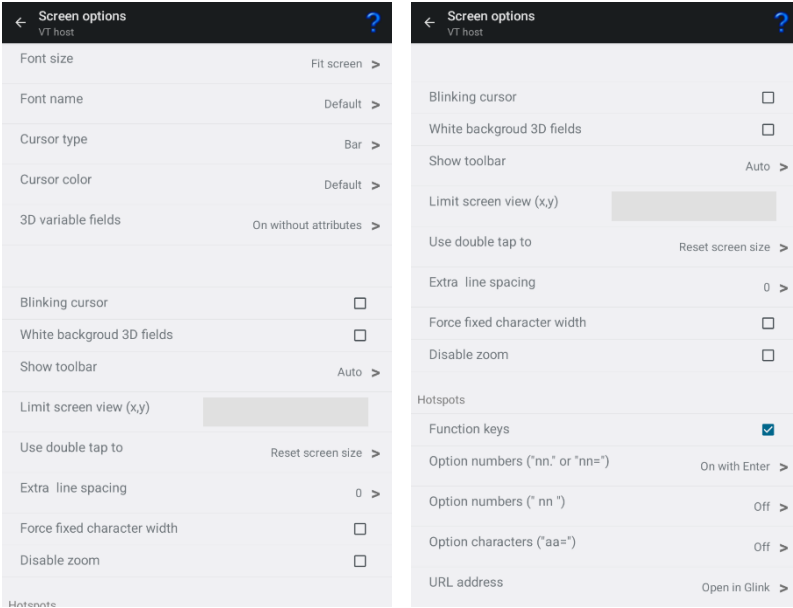 Screen options
VT host
?
Font size Fit screen >
Font name Default >
Cursor type Bar >
Cursor color Default >
3D variable fields On without attributes >
Blinking cursor
White backgroud 3D fields
Show toolbar Auto >
Limit screen view (x,y)
Use double tap to Reset screen size >
Extra line spacing 0 >
Force fixed character width
Disable zoom
Hotspots
Screen options
VT host
?
Blinking cursor
White backgroud 3D fields
Show toolbar Auto >
Limit screen view (x,y)
Use double tap to Reset screen size >
Extra line spacing 0 >
Force fixed character width
Disable zoom
Hotspots
Function keys
Option numbers ("nn." or "nn=") On with Enter >
Option numbers (" nn ") Off >
Option characters ("aa=") Off >
URL address Open in Glink >